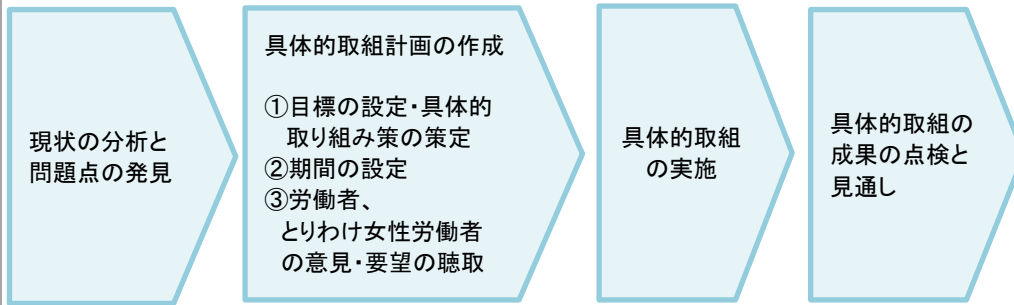 現状の分析と
問題点の発見
具体的取組計画の作成
①目標の設定・具体的
取り組み策の策定
②期間の設定
③労働者、
とりわけ女性労働者
の意見・要望の聴取
具体的取組
の実施
具体的取組の
成果の点検と
見通し